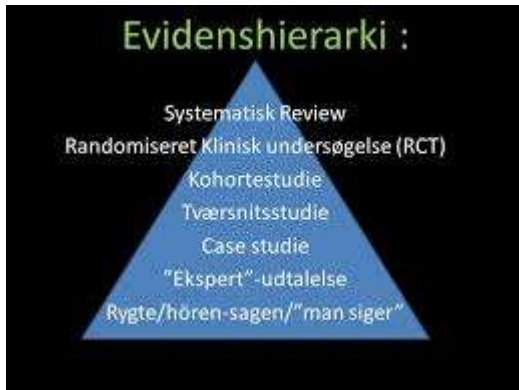 Evidenshierarki :
Systematisk Review
Randomiseret Klinisk undersøgelse (RCT)
Kohortestudie
Tværsnitsstudie
Case studie
"Ekspert"-udtalelse
Rygte/hören-sagen/"man siger"